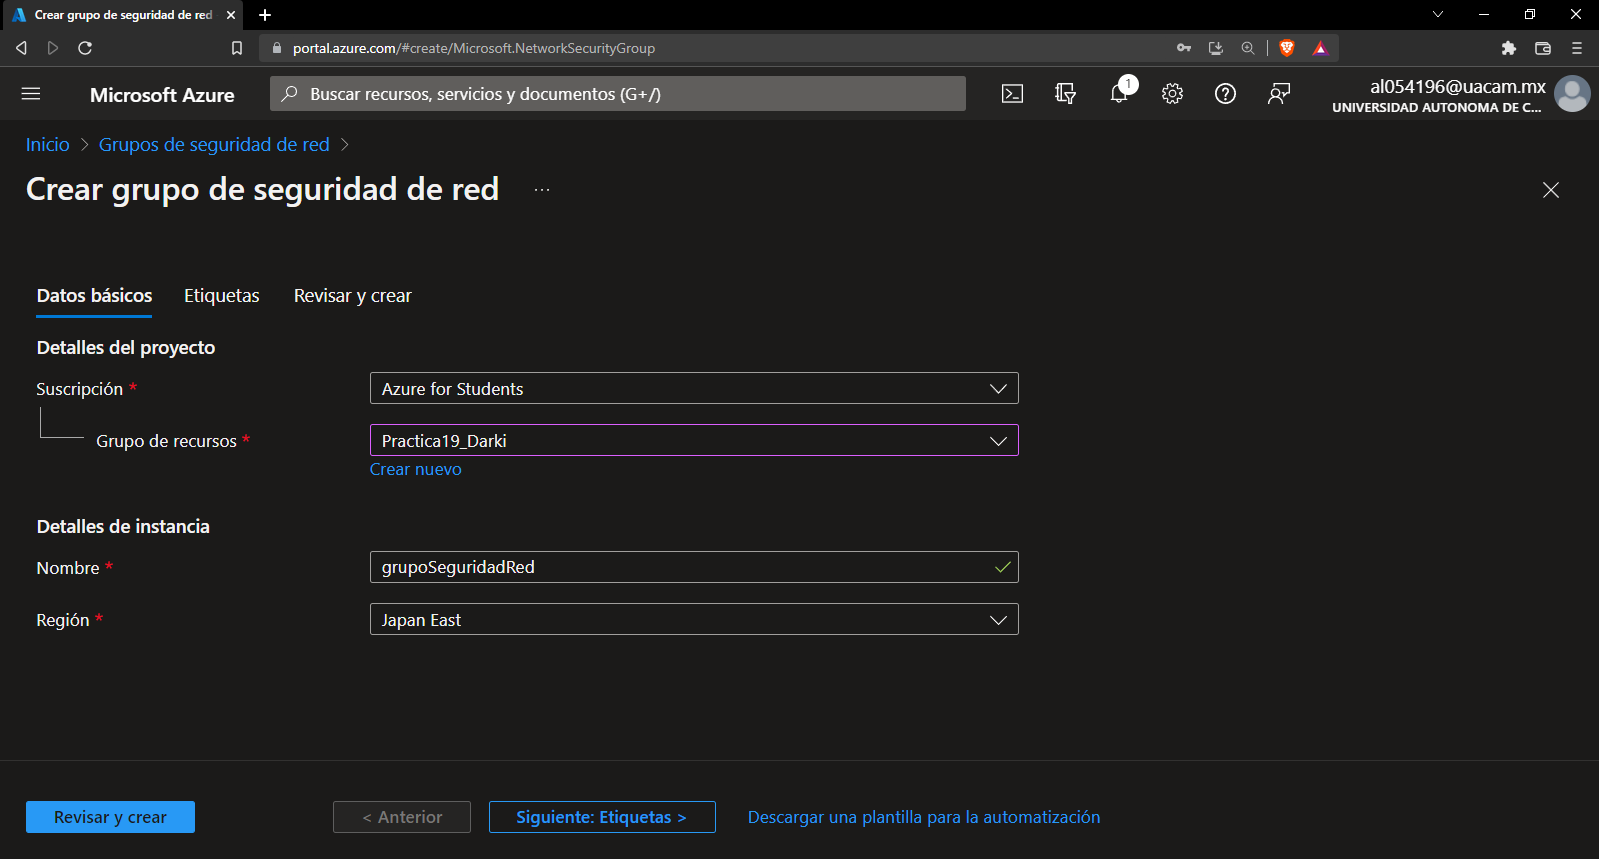 Crear grupo de seguridad de red
portal.azure.com/#create/Microsoft.NetworkSecurityGroup
Microsoft Azure
Buscar recursos, servicios y documentos (G+/)
1
al054196@uacam.mx
UNIVERSIDAD AUTONOMA DE C...
Inicio > Grupos de seguridad de red >
Crear grupo de seguridad de red ...
Datos básicos Etiquetas Revisar y crear
Detalles del proyecto
Suscripción * Azure for Students
Grupo de recursos * Practica19_Darki
Crear nuevo
Detalles de instancia
Nombre * grupoSeguridadRed
Región * Japan East
Revisar y crear < Anterior Siguiente: Etiquetas > Descargar una plantilla para la automatización